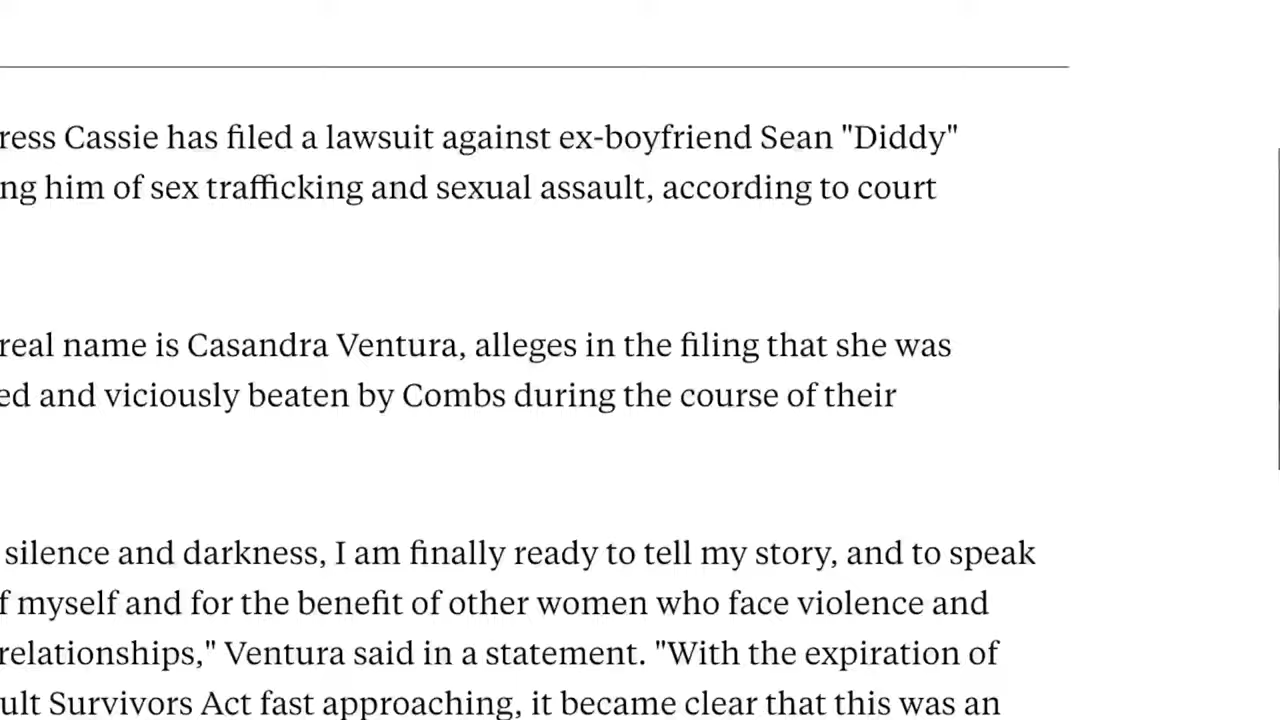 ress Cassie has filed a lawsuit against ex-boyfriend Sean "Diddy"
ng him of sex trafficking and sexual assault, according to court
real name is Casandra Ventura, alleges in the filing that she was
ed and viciously beaten by Combs during the course of their
silence and darkness, I am finally ready to tell my story, and to speak
f myself and for the benefit of other women who face violence and
relationships," Ventura said in a statement. "With the expiration of
ult Survivors Act fast approaching, it became clear that this was an